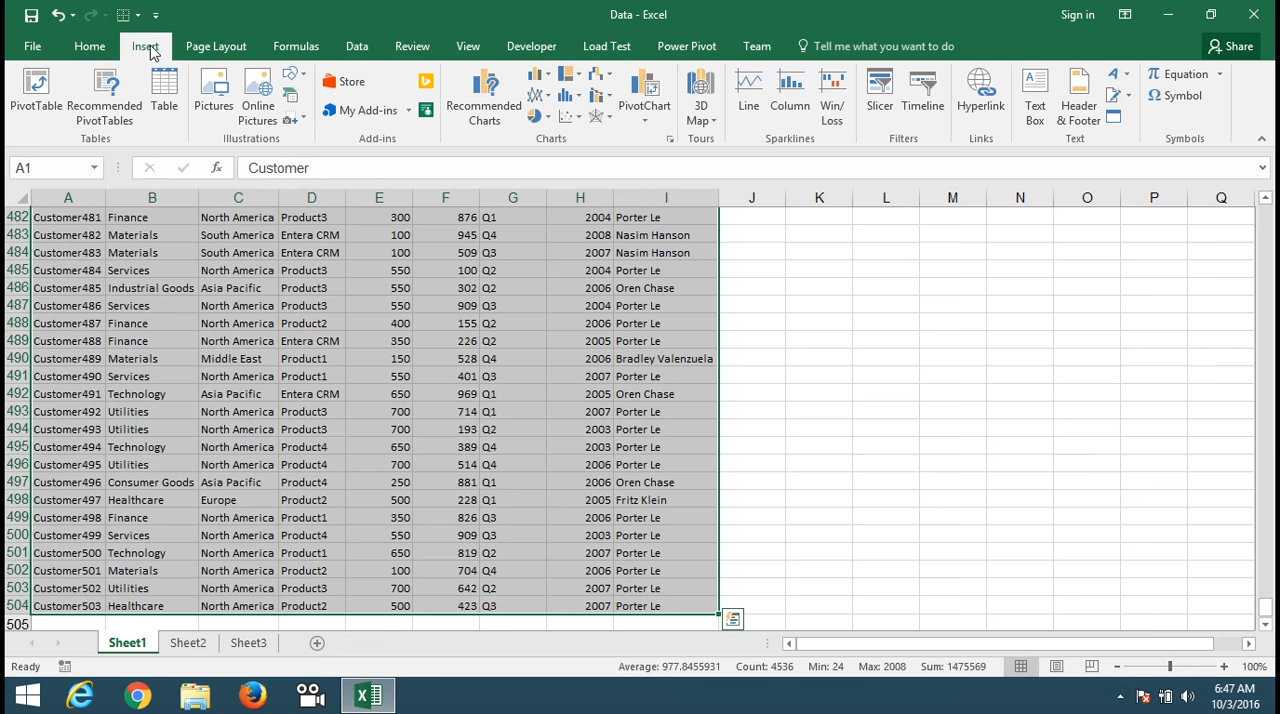 Data - Excel
Sign in
File Home Insert Page Layout Formulas Data Review View Developer Load Test Power Pivot Team Tell me what you want to do Share
PivotTable Recommended PivotTables Table Pictures Online Pictures Store My Add-ins Recommended Charts PivotChart 3D Map Line Column Win/Loss Slicer Timeline Hyperlink Text Box Header & Footer Equation Symbol
Tables Illustrations Add-ins Charts Tours Sparklines Filters Links Text Symbols
A1 fx Customer
A B C D E F G H I J K L M N O P Q
482 Customer481 Finance North America Product3 300 876 Q1 2004 Porter Le
483 Customer482 Materials South America Entera CRM 100 945 Q4 2008 Nasim Hanson
484 Customer483 Materials South America Entera CRM 100 509 Q3 2007 Nasim Hanson
485 Customer484 Services North America Product3 550 100 Q2 2004 Porter Le
486 Customer485 Industrial Goods Asia Pacific Product3 550 302 Q2 2006 Oren Chase
487 Customer486 Services North America Product3 550 909 Q3 2004 Porter Le
488 Customer487 Finance North America Product2 400 155 Q2 2006 Porter Le
489 Customer488 Finance North America Entera CRM 350 226 Q2 2005 Porter Le
490 Customer489 Materials Middle East Product1 150 528 Q4 2006 Bradley Valenzuela
491 Customer490 Services North America Product1 550 401 Q3 2007 Porter Le
492 Customer491 Technology Asia Pacific Entera CRM 650 969 Q1 2005 Oren Chase
493 Customer492 Utilities North America Product3 700 714 Q1 2007 Porter Le
494 Customer493 Utilities North America Product3 700 193 Q2 2003 Porter Le
495 Customer494 Technology North America Product4 650 389 Q4 2003 Porter Le
496 Customer495 Utilities North America Product4 700 514 Q4 2006 Porter Le
497 Customer496 Consumer Goods Asia Pacific Product4 250 881 Q1 2006 Oren Chase
498 Customer497 Healthcare Europe Product2 500 228 Q1 2005 Fritz Klein
499 Customer498 Finance North America Product1 350 826 Q3 2006 Porter Le
500 Customer499 Services North America Product4 550 909 Q3 2003 Porter Le
501 Customer500 Technology North America Product1 650 819 Q2 2007 Porter Le
502 Customer501 Materials North America Product2 100 704 Q4 2006 Porter Le
503 Customer502 Utilities North America Product3 700 642 Q2 2007 Porter Le
504 Customer503 Healthcare North America Product2 500 423 Q3 2007 Porter Le
505
Sheet1 Sheet2 Sheet3
Ready Average: 977.8455931 Count: 4536 Min: 24 Max: 2008 Sum: 1475569 100%
6:47 AM
10/3/2016